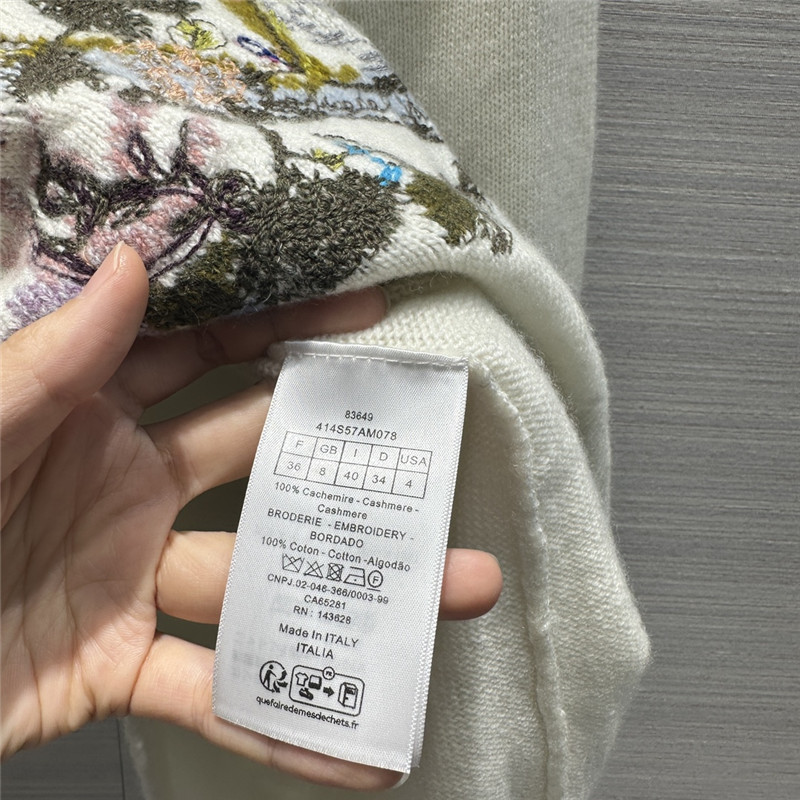 83649
414S57AM078
F GB I D USA
36 8 40 34 4
100% Cachemire - Cashmere -
Cashmere
BRODERIE - EMBROIDERY -
BORDADO
100% Coton - Cotton -Algodão
F
CNPJ.02-046-366/0003-99
CA65281
RN : 143628
Made In ITALY
ITALIA
FR
quefairedemesdechets.fr